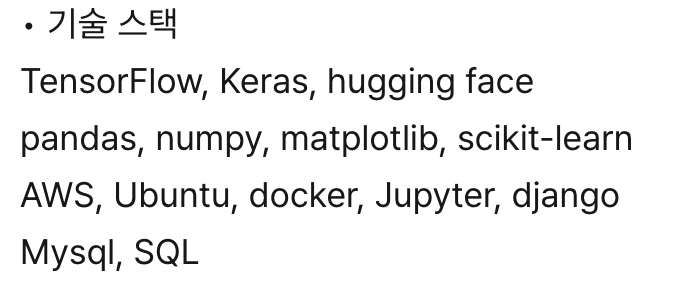 • 기술 스택
TensorFlow, Keras, hugging face
pandas, numpy, matplotlib, scikit-learn
AWS, Ubuntu, docker, Jupyter, django
Mysql, SQL